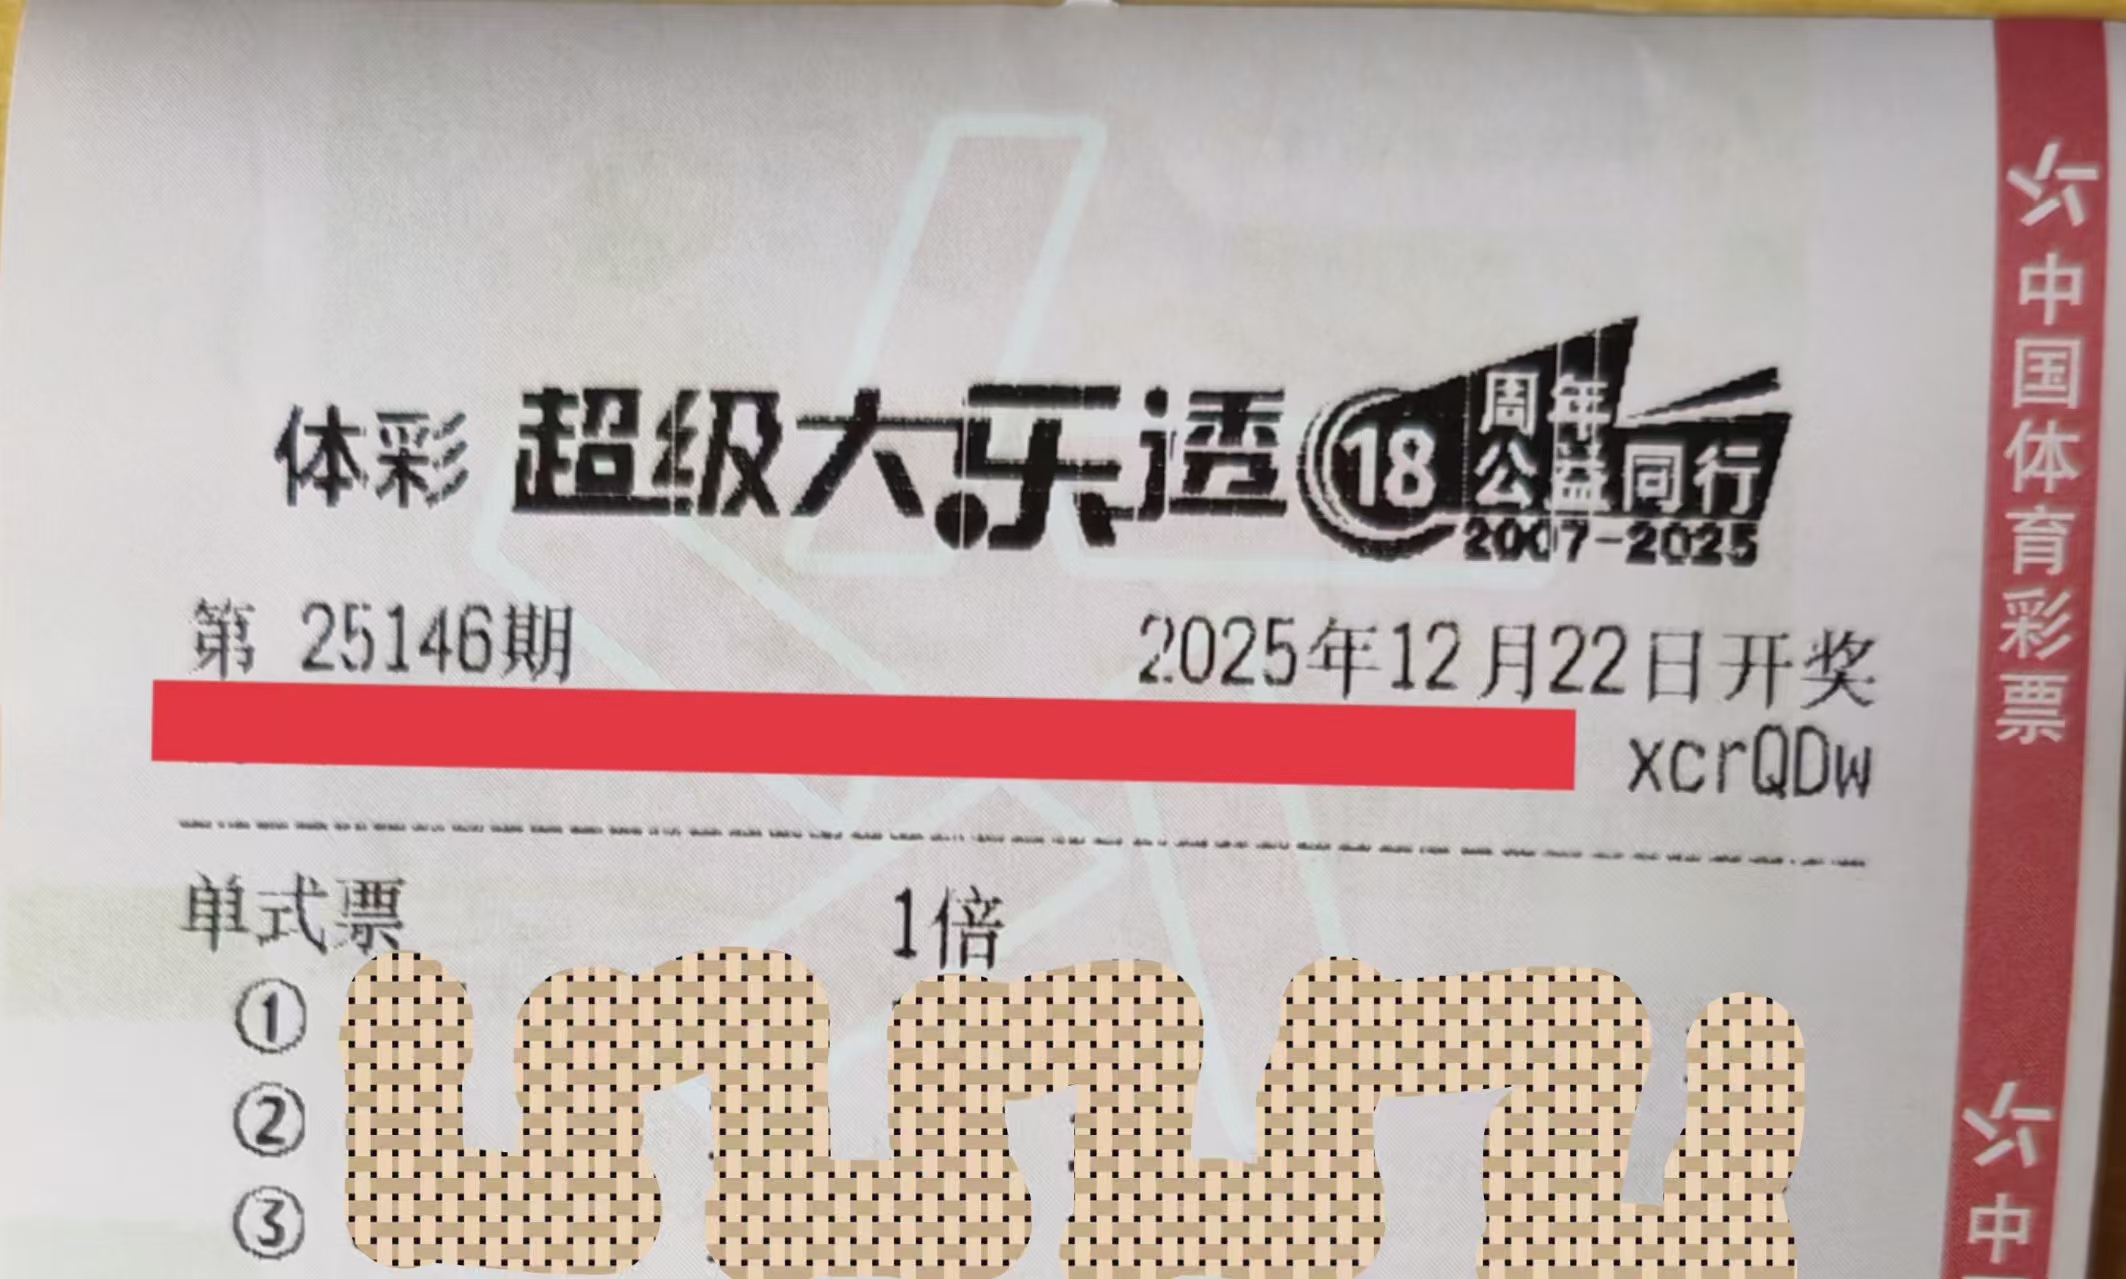 体彩 超级大乐透 18 周年 公益同行 2007-2025
第 25146期 2025年12月22日开奖
xcrQDw
单式票 1倍
①
②
③
中国体育彩票
中